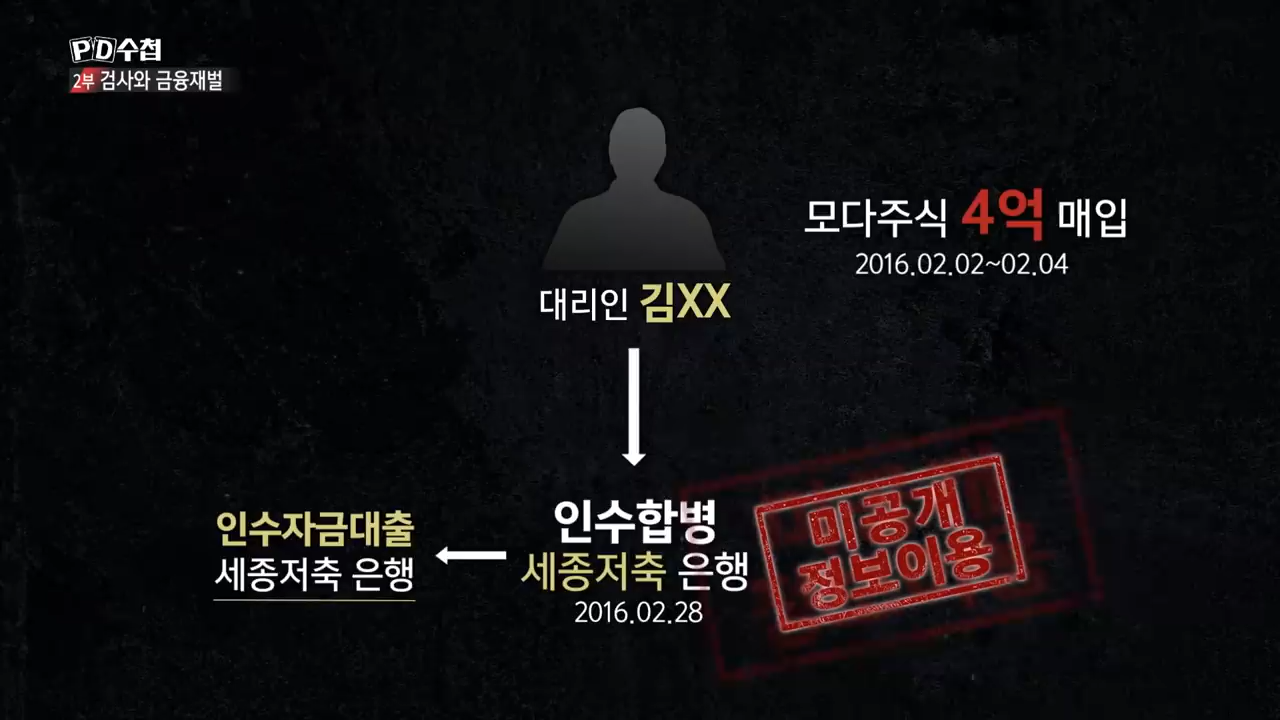 PD수첩
2부 검사와 금융재벌
모다주식 4억 매입
2016.02.02~02.04
대리인 김XX
인수합병
세종저축 은행
2016.02.28
인수자금대출
세종저축 은행
미공개
정보이용